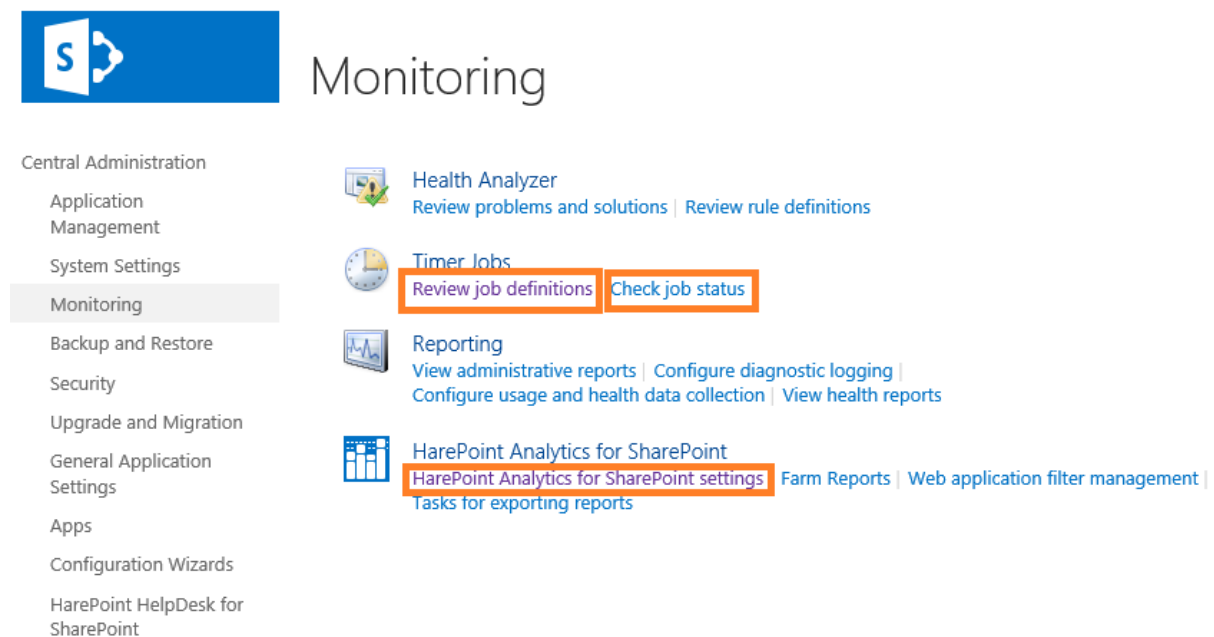 S
Monitoring
Central Administration
Application
Management
System Settings
Monitoring
Backup and Restore
Security
Upgrade and Migration
General Application
Settings
Apps
Configuration Wizards
HarePoint HelpDesk for
SharePoint
Health Analyzer
Review problems and solutions | Review rule definitions
Timer Jobs
Review job definitions Check job status
Reporting
View administrative reports | Configure diagnostic logging |
Configure usage and health data collection | View health reports
HarePoint Analytics for SharePoint
HarePoint Analytics for SharePoint settings Farm Reports | Web application filter management |
Tasks for exporting reports